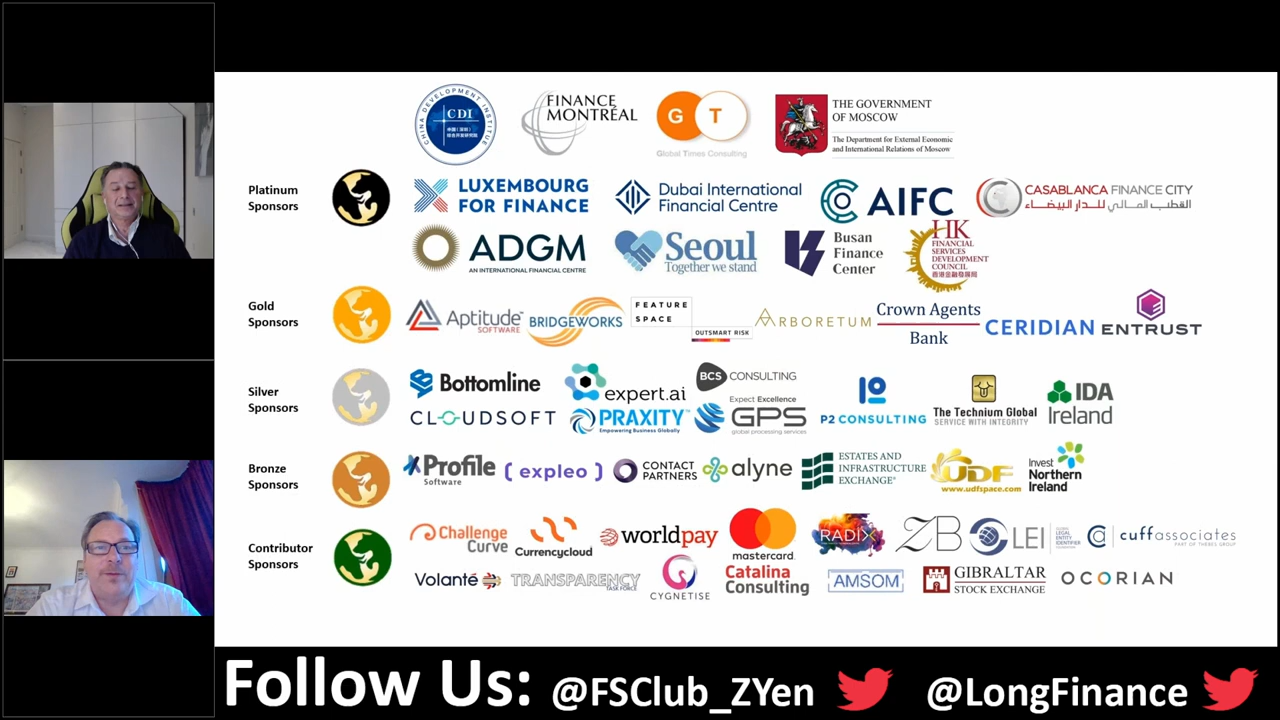 CHINA DEVELOPMENT INSTITUTE
CDI
FINANCE
MONTRÉAL
G T
Global Times Consulting
THE GOVERNMENT
OF MOSCOW
The Department for External Economic
and International Relations of Moscow
Platinum
Sponsors
LUXEMBOURG
FOR FINANCE
Dubai International
Financial Centre
AIFC
CASABLANCA FINANCE CITY
القطب المالي للدار البيضاء
ADGM
AN INTERNATIONAL FINANCIAL CENTRE
Seoul
Together we stand
Busan
Finance
Center
HK
FINANCIAL
SERVICES
DEVELOPMENT
COUNCIL
香港金融發展局
Gold
Sponsors
Aptitude
SOFTWARE
BRIDGEWORKS
FEATURE
SPACE
OUTSMART RISK
ARBORETUM
Crown Agents
Bank
CERIDIAN
ENTRUST
Silver
Sponsors
Bottomline
expert.ai
BCS CONSULTING
Expect Excellence
CLOUDSOFT
PRAXITY™
Empowering Business Globally
GPS
global processing services
P2 CONSULTING
The Technium Global
SERVICE WITH INTEGRITY
IDA
Ireland
Bronze
Sponsors
Profile
Software
( expleo )
CONTACT
PARTNERS
alyne
ESTATES AND
INFRASTRUCTURE
EXCHANGE®
UDF
www.udfspace.com
Invest
Northern
Ireland
Contributor
Sponsors
Challenge
Curve
Currencycloud
worldpay
mastercard.
RADIX
ZB
LEI
cuffassociates
PART OF THEBES GROUP
Volanté
TRANSPARENCY
TASK FORCE
CYGNETISE
Catalina
Consulting
AMSOM
GIBRALTAR
STOCK EXCHANGE
OCORIAN
Follow Us: @FSClub_ZYen @LongFinance